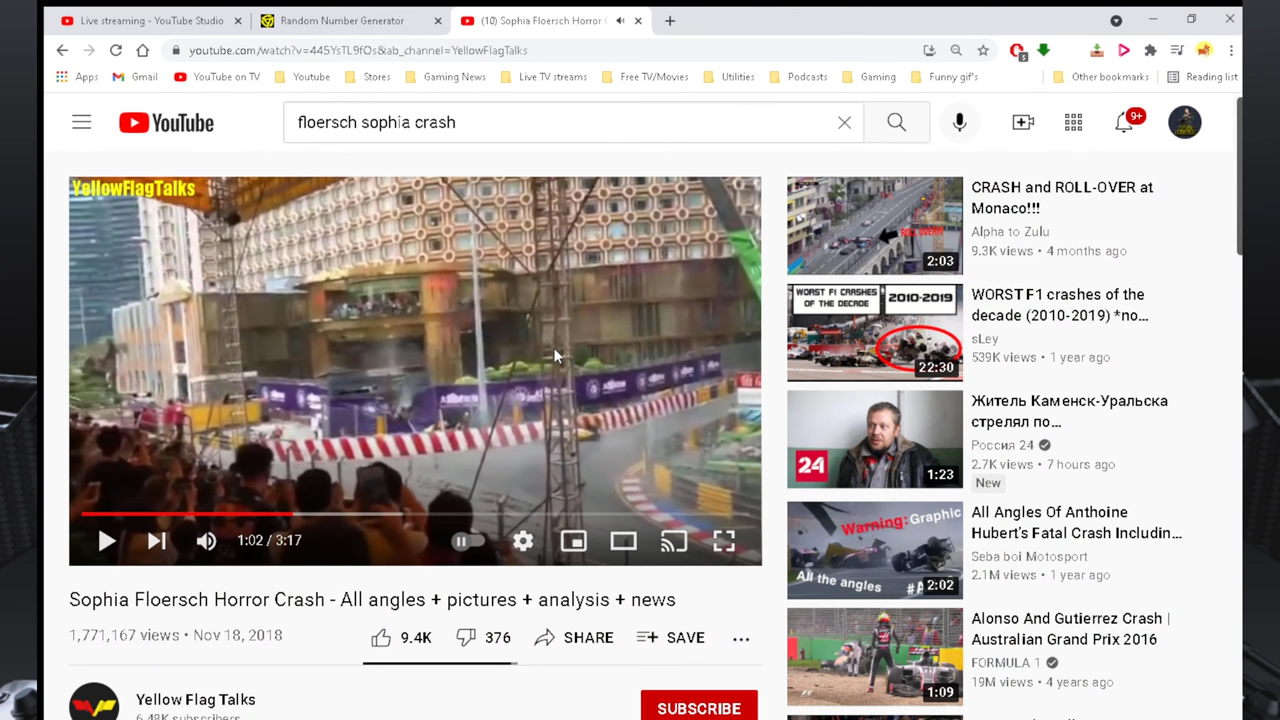 Live streaming - YouTube Studio
Random Number Generator
(10) Sophia Floersch Horror C
youtube.com/watch?v=445YsTL9fOs&ab_channel=YellowFlagTalks
5
Apps
Gmail
YouTube on TV
Youtube
Stores
Gaming News
Live TV streams
Free TV/Movies
Utilities
Podcasts
Gaming
Funny gif's
Other bookmarks
Reading list
YouTube
floersch sophia crash
9+
YellowFlagTalks
1:02 / 3:17
Sophia Floersch Horror Crash - All angles + pictures + analysis + news
1,771,167 views • Nov 18, 2018
9.4K
376
SHARE
SAVE
Yellow Flag Talks
6.48K subscribers
SUBSCRIBE
ROLL OVER!!
2:03
CRASH and ROLL-OVER at
Monaco!!!
Alpha to Zulu
9.3K views • 4 months ago
WORST F1 CRASHES
OF THE DECADE
2010-2019
22:30
WORST F1 crashes of the
decade (2010-2019) *no...
sLey
539K views • 1 year ago
24
1:23
Житель Каменск-Уральска
стрелял по...
Россия 24
2.7K views • 7 hours ago
New
Warning: Graphic
All the angles
#A
2:02
All Angles Of Anthoine
Hubert's Fatal Crash Includin...
Seba boi Motosport
2.1M views • 1 year ago
1:09
Alonso And Gutierrez Crash |
Australian Grand Prix 2016
FORMULA 1
19M views • 4 years ago